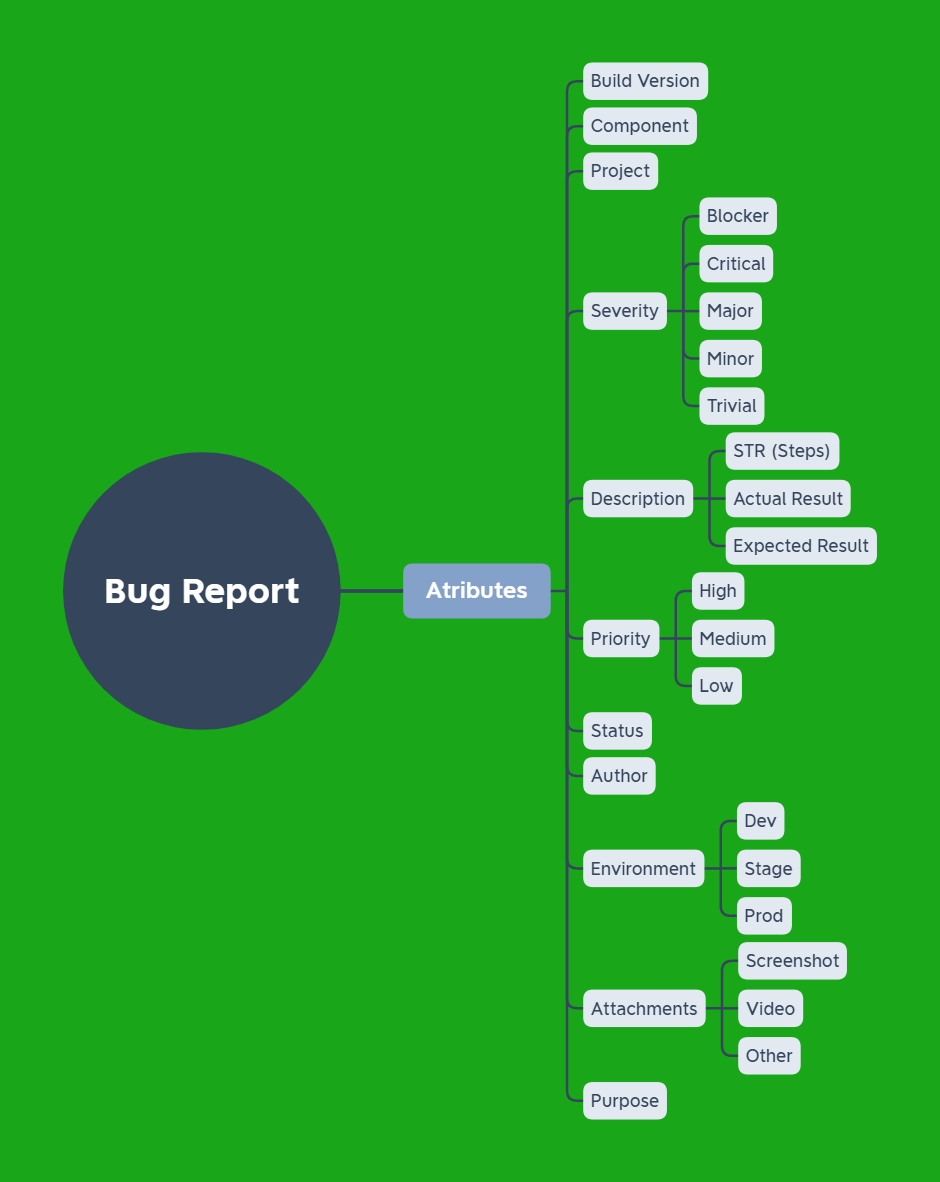 Bug Report
Atributes
Build Version
Component
Project
Severity
Blocker
Critical
Major
Minor
Trivial
Description
STR (Steps)
Actual Result
Expected Result
Priority
High
Medium
Low
Status
Author
Environment
Dev
Stage
Prod
Attachments
Screenshot
Video
Other
Purpose